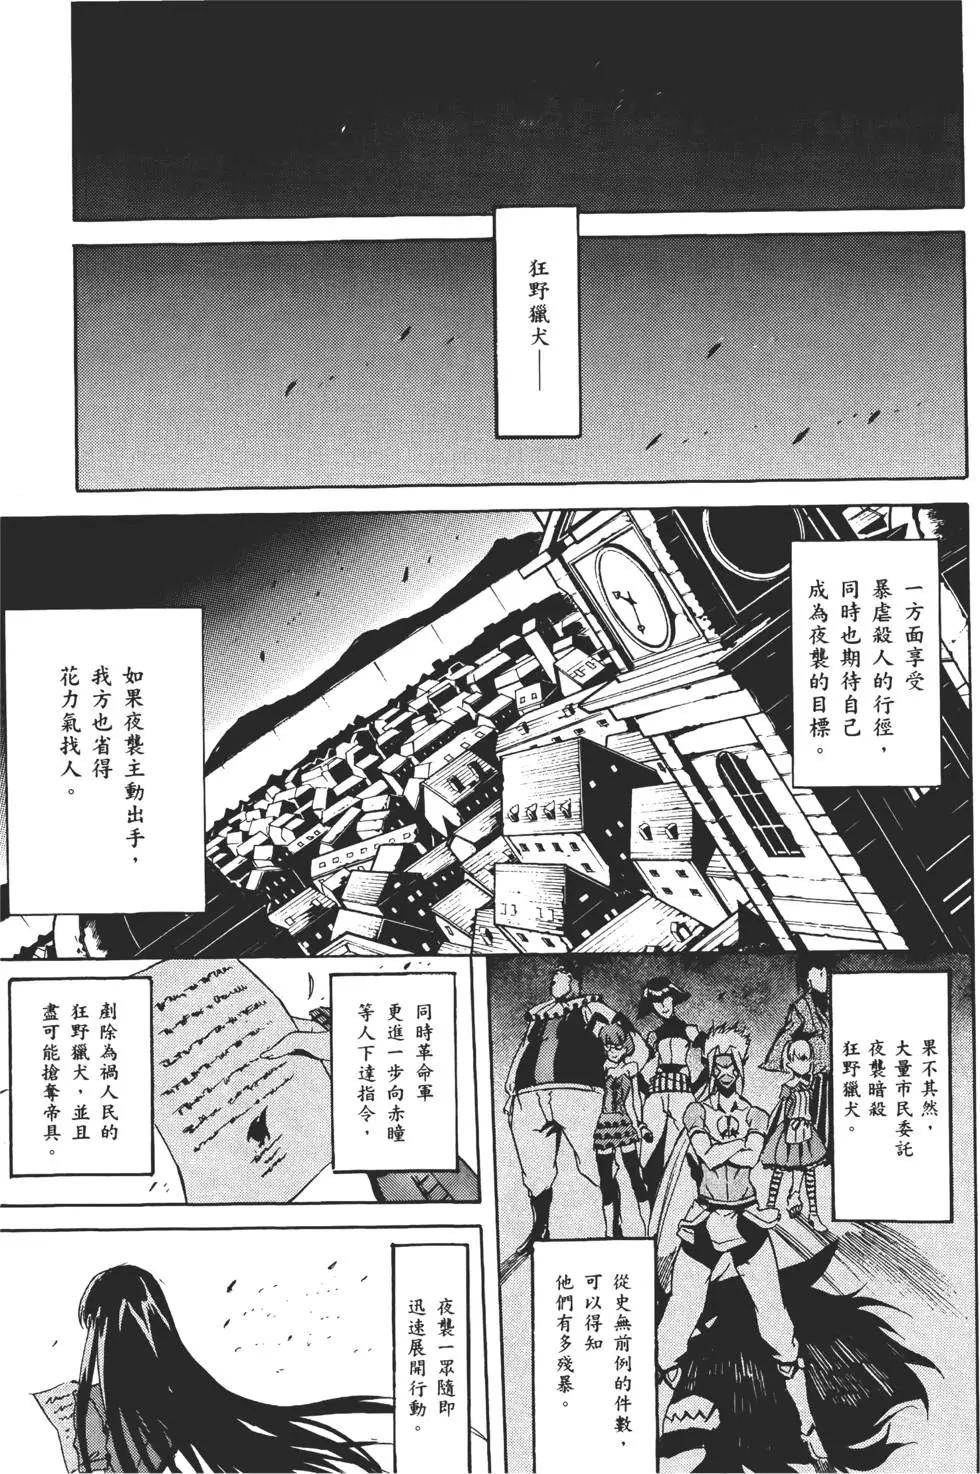 狂野獵犬——
一方面享受
暴虐殺人的行徑，
同時也期待自己
成為夜襲的目標。
如果夜襲主動出手，
我方也省得
花力氣找人。
果不其然，
大量市民委託
夜襲暗殺
狂野獵犬。
從史無前例的件數，
可以得知
他們有多殘暴。
同時革命軍
更進一步向赤瞳
等人下達指令，
剷除為禍人民的
狂野獵犬，並且
盡可能搶奪帝具。
夜襲一眾隨即
迅速展開行動。